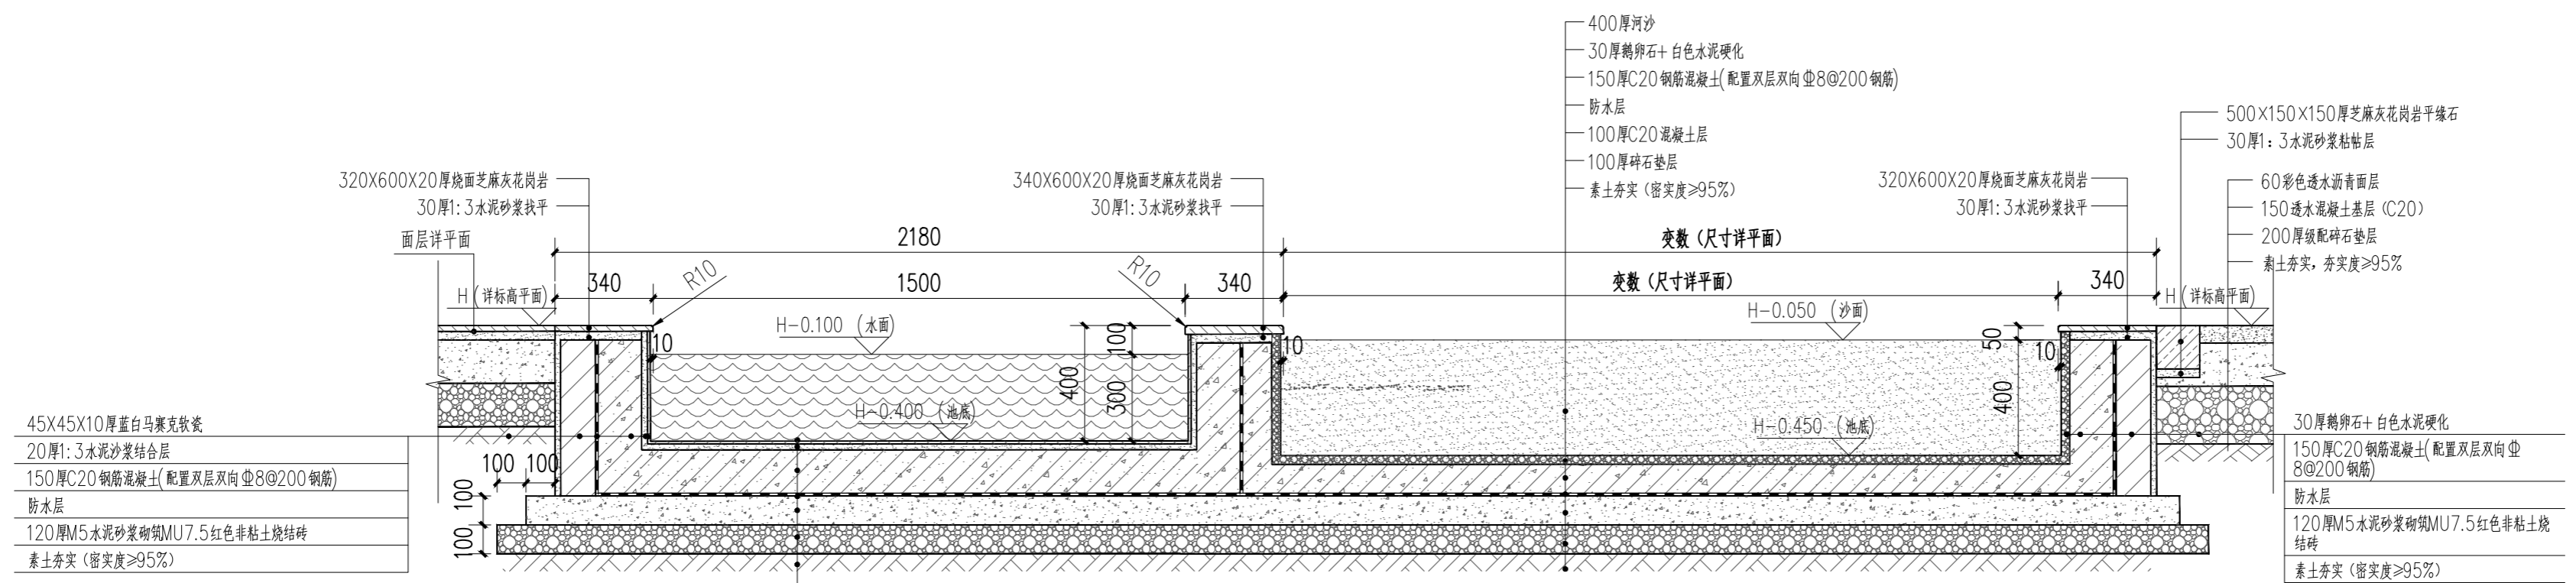 400厚河沙
30厚鹅卵石+白色水泥硬化
150厚C20钢筋混凝土(配置双层双向Φ8@200钢筋)
防水层
100厚C20混凝土层
100厚碎石垫层
素土夯实(密实度≥95%)
500×150×150厚芝麻灰花岗岩平缘石
30厚1:3水泥砂浆粘帖层
60彩色透水沥青面层
150透水混凝土基层(C20)
200厚级配碎石垫层
素土夯实,夯实度≥95%
320X600X20厚烧面芝麻灰花岗岩
30厚1:3水泥砂浆找平
340X600X20厚烧面芝麻灰花岗岩
30厚1:3水泥砂浆找平
320X600X20厚烧面芝麻灰花岗岩
30厚1:3水泥砂浆找平
面层详平面
2180
变数(尺寸详平面)
340
R10
1500
R10
340
变数(尺寸详平面)
340
H(详标高平面)
H(详标高平面)
H-0.100 (水面)
H-0.050 (沙面)
10
400
100
300
10
50
400
10
H-0.400 (池底)
H-0.450 (池底)
100
100
100
100
45X45X10厚蓝白马赛克软瓷
20厚1:3水泥沙浆结合层
150厚C20钢筋混凝土(配置双层双向Φ8@200钢筋)
防水层
120厚M5水泥砂浆砌筑MU7.5红色非粘土烧结砖
素土夯实(密实度≥95%)
30厚鹅卵石+白色水泥硬化
150厚C20钢筋混凝土(配置双层双向Φ
8@200钢筋)
防水层
120厚M5水泥砂浆砌筑MU7.5红色非粘土烧
结砖
素土夯实(密实度≥95%)